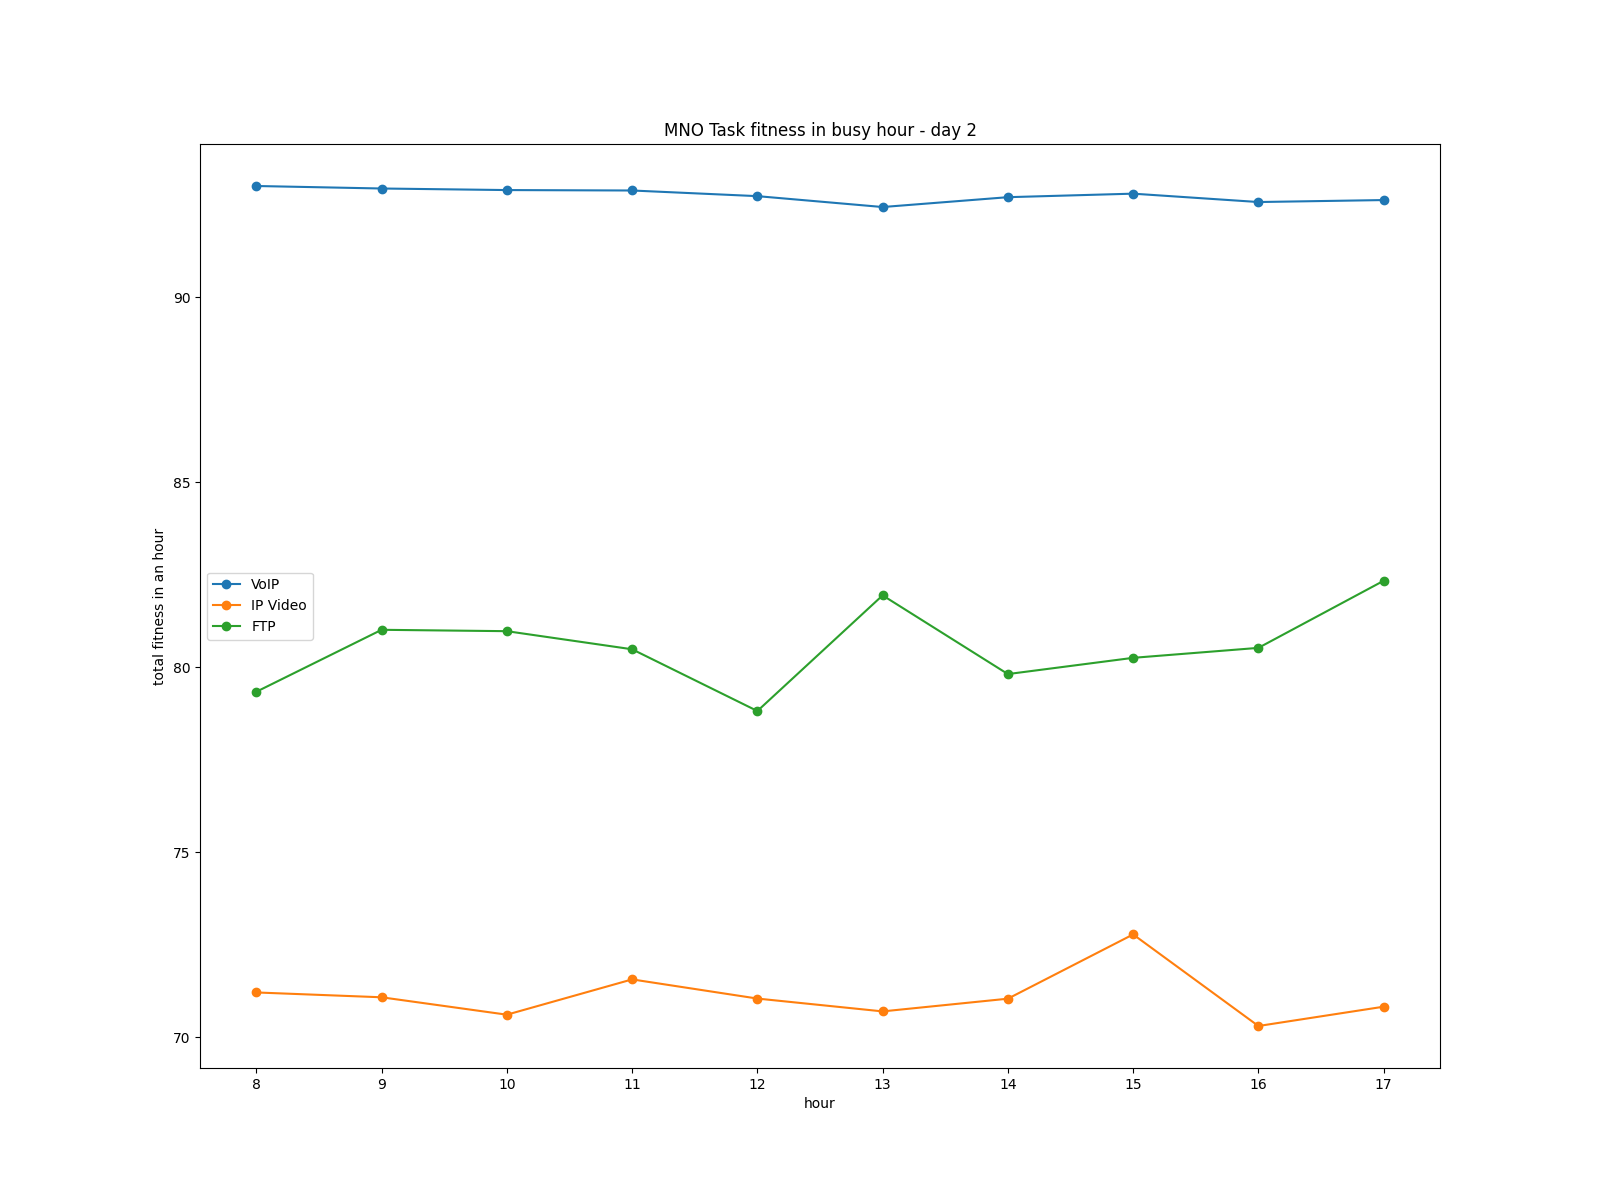 MNO Task fitness in busy hour - day 2
total fitness in an hour
90
85
80
75
70
VoIP
IP Video
FTP
8 9 10 11 12 13 14 15 16 17
hour